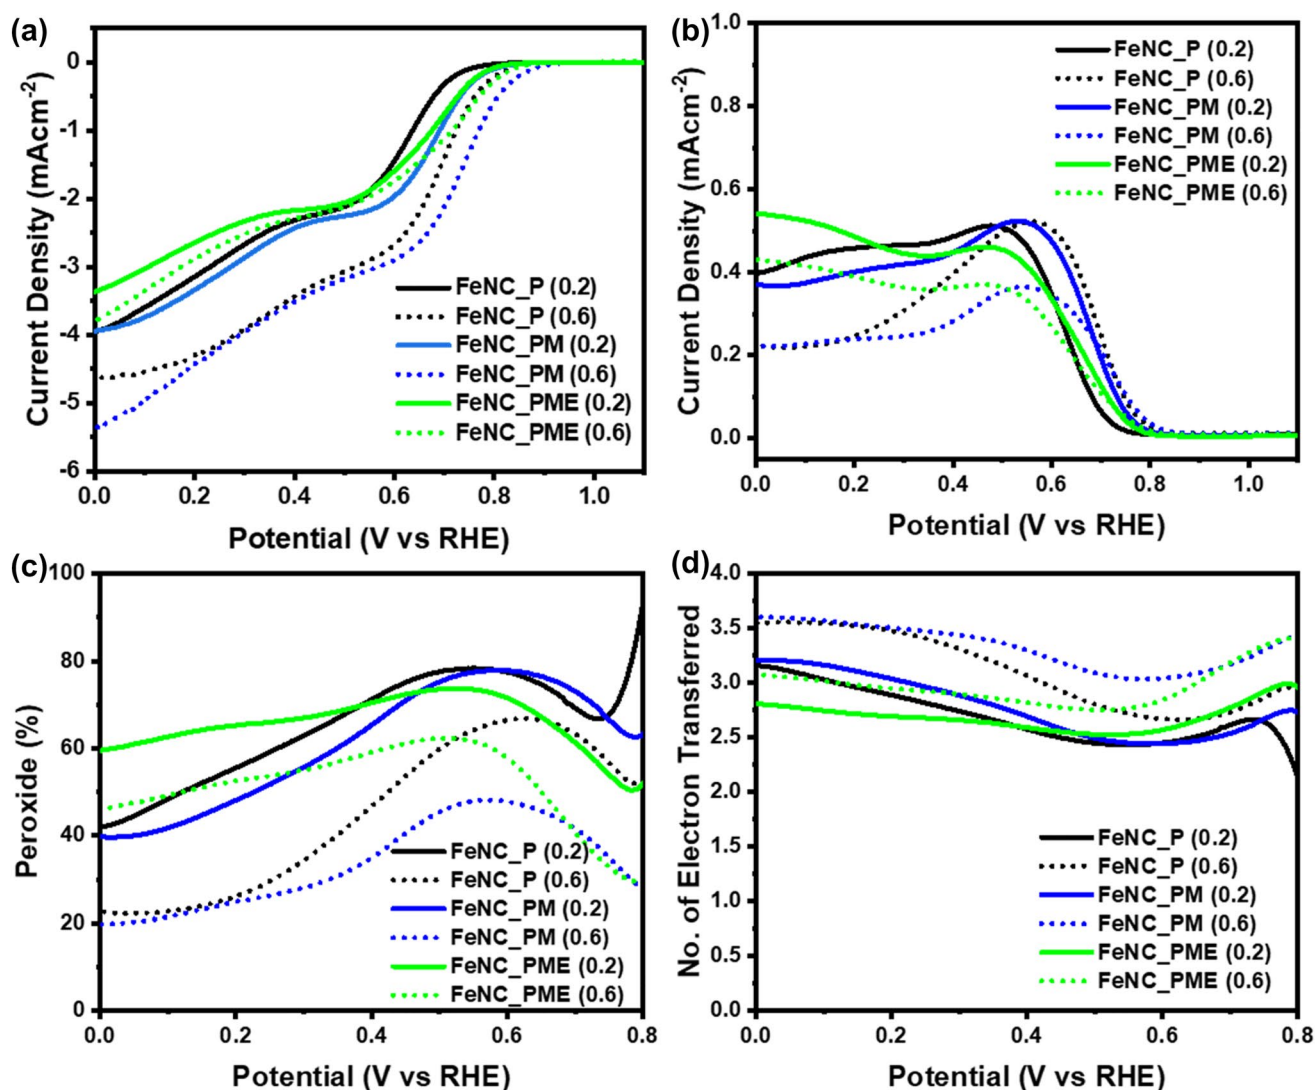 (a)
0
-1
-2
-3
-4
-5
-6
0.0 0.2 0.4 0.6 0.8 1.0
Current Density (mAcm-2)
Potential (V vs RHE)
FeNC_P (0.2)
FeNC_P (0.6)
FeNC_PM (0.2)
FeNC_PM (0.6)
FeNC_PME (0.2)
FeNC_PME (0.6)
(b)
1.0
0.8
0.6
0.4
0.2
0.0
0.0 0.2 0.4 0.6 0.8 1.0
Current Density (mAcm-2)
Potential (V vs RHE)
FeNC_P (0.2)
FeNC_P (0.6)
FeNC_PM (0.2)
FeNC_PM (0.6)
FeNC_PME (0.2)
FeNC_PME (0.6)
(c)
100
80
60
40
20
0
0.0 0.2 0.4 0.6 0.8
Peroxide (%)
Potential (V vs RHE)
FeNC_P (0.2)
FeNC_P (0.6)
FeNC_PM (0.2)
FeNC_PM (0.6)
FeNC_PME (0.2)
FeNC_PME (0.6)
(d)
4.0
3.5
3.0
2.5
2.0
1.5
1.0
0.5
0.0
0.0 0.2 0.4 0.6 0.8
No. of Electron Transferred
Potential (V vs RHE)
FeNC_P (0.2)
FeNC_P (0.6)
FeNC_PM (0.2)
FeNC_PM (0.6)
FeNC_PME (0.2)
FeNC_PME (0.6)